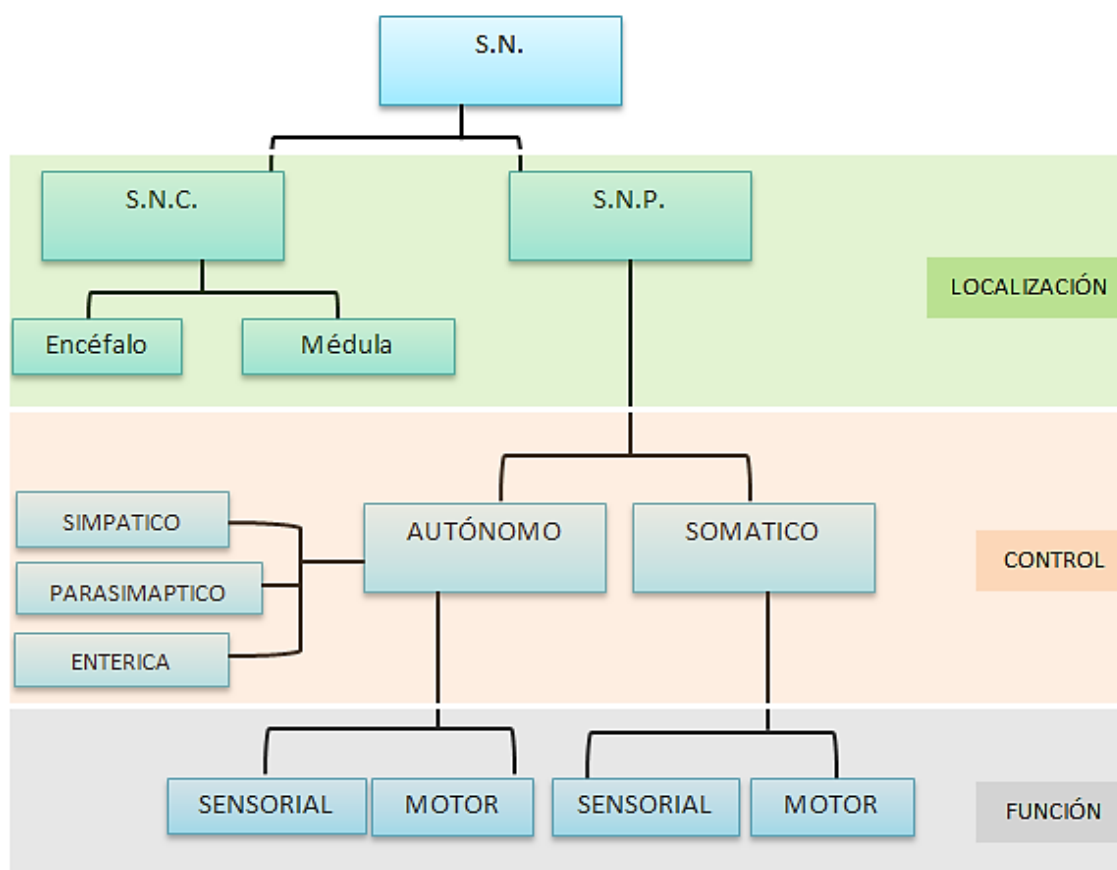 S.N.
S.N.C.
S.N.P.
LOCALIZACIÓN
Encéfalo
Médula
SIMPATICO
PARASIMAPTICO
ENTERICA
AUTÓNOMO
SOMATICO
CONTROL
SENSORIAL
MOTOR
SENSORIAL
MOTOR
FUNCIÓN